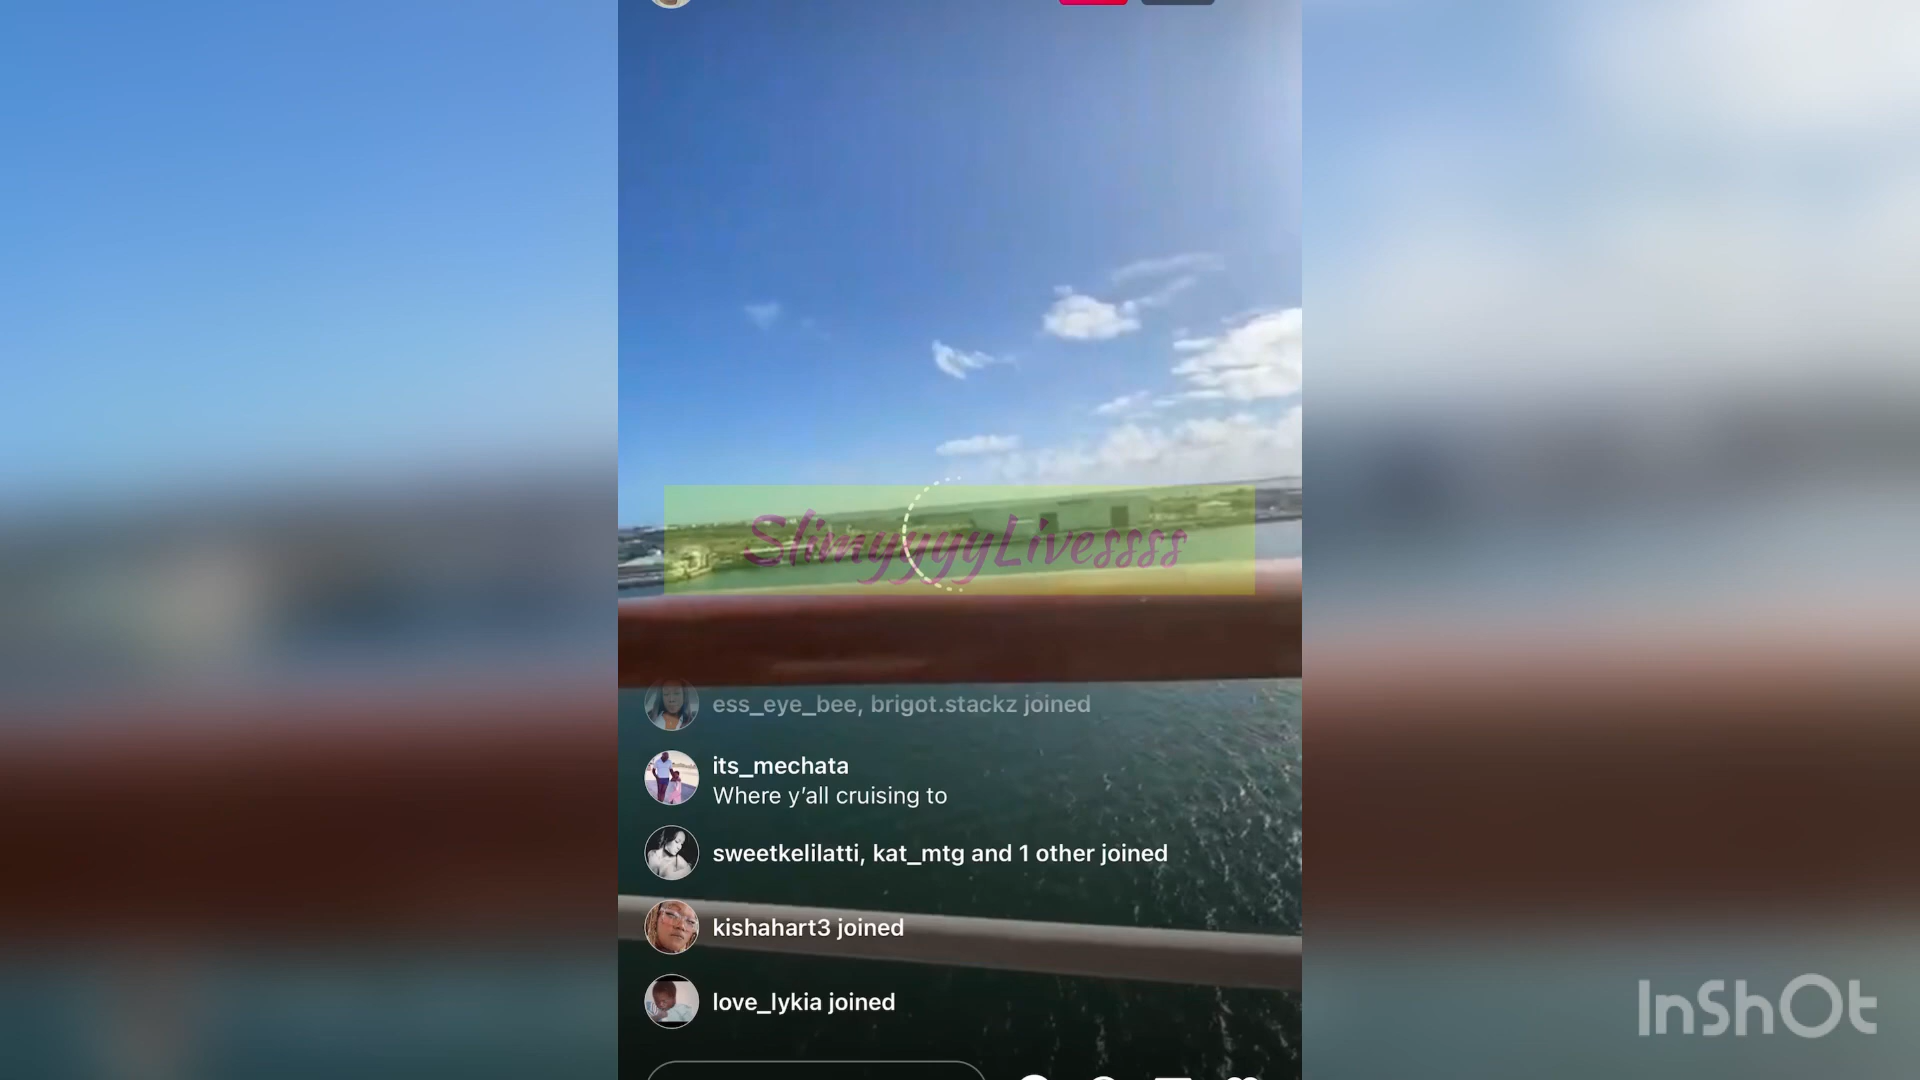 SlimyyyyLivessss
ess_eye_bee, brigot.stackz joined
its_mechata
Where y’all cruising to
sweetkelilatti, kat_mtg and 1 other joined
kishahart3 joined
love_lykia joined
InShOt